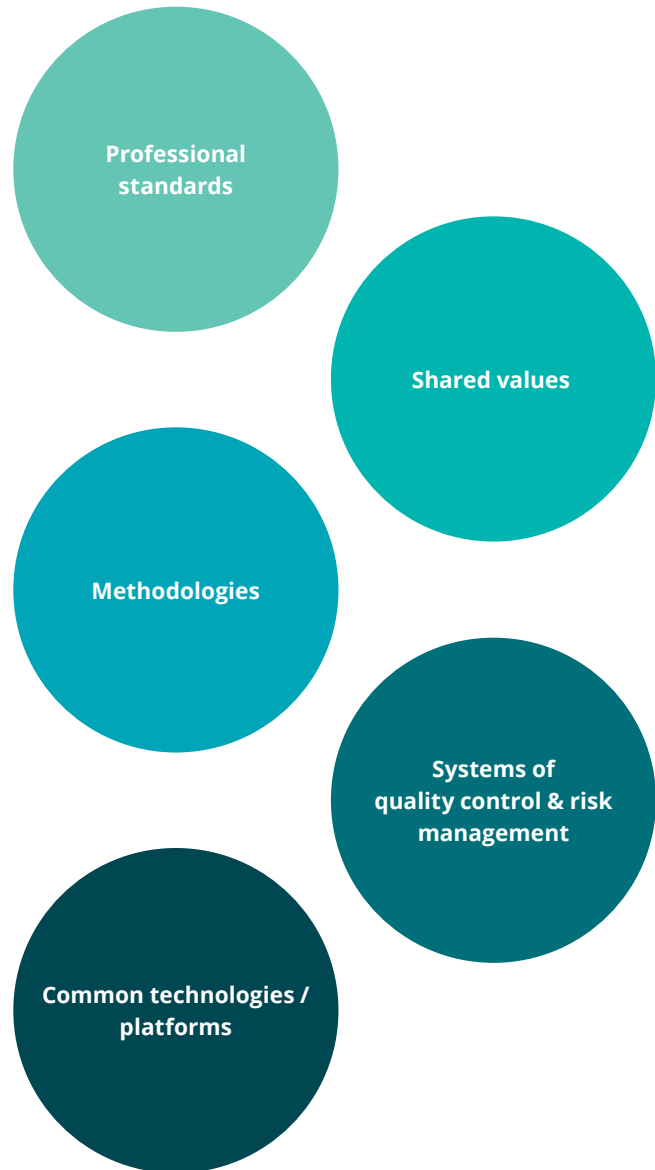 Professional
standards
Shared values
Methodologies
Systems of
quality control & risk
management
Common technologies /
platforms